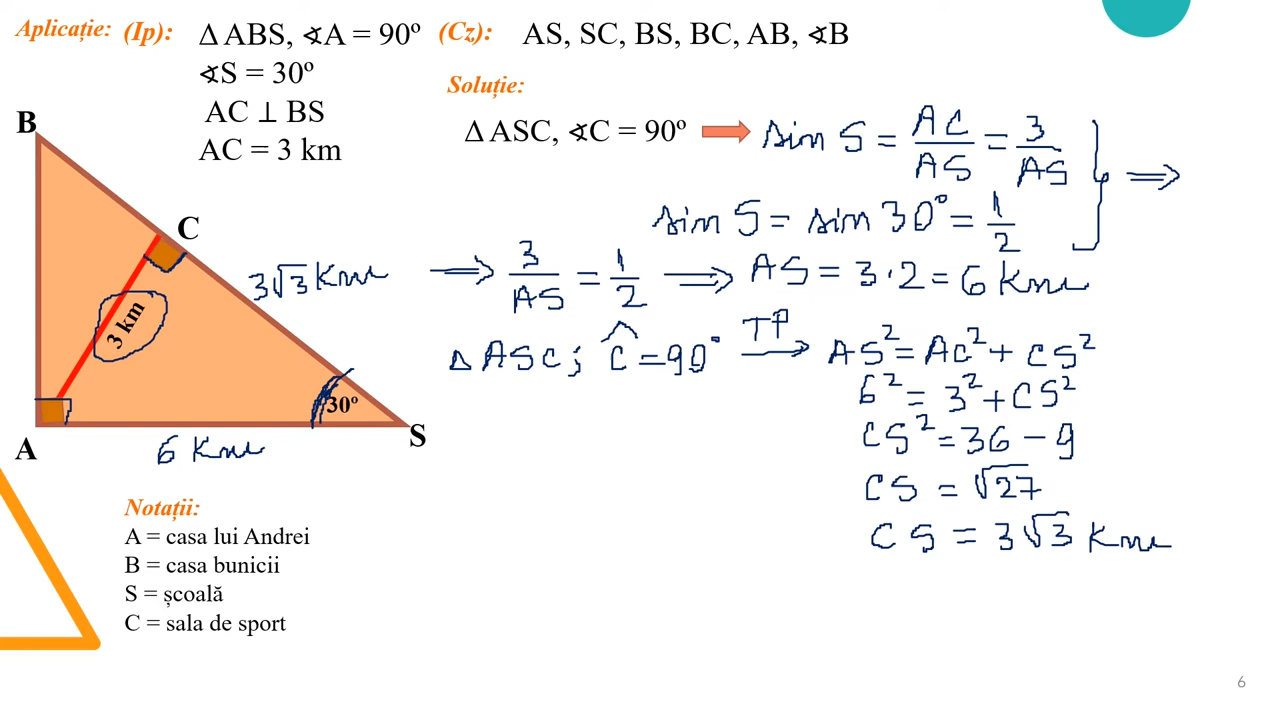 Aplicație: (Ip): Δ ABS, ∢A = 90º (Cz): AS, SC, BS, BC, AB, ∢B
∢S = 30º
AC ⊥ BS
AC = 3 km
Soluție:
Δ ASC, ∢C = 90º ⇒ sin S = AC/AS = 3/AS } ⟹
sin S = sin 30° = 1/2
⟹ 3/AS = 1/2 ⟹ AS = 3 · 2 = 6 Km
Δ ASC; Ĉ = 90° TP→ AS² = AC² + CS²
6² = 3² + CS²
CS² = 36 − 9
CS = √27
CS = 3√3 Km
B
C
3√3 Km
3 km
30º
A
S
6 Km
Notații:
A = casa lui Andrei
B = casa bunicii
S = școală
C = sala de sport
6